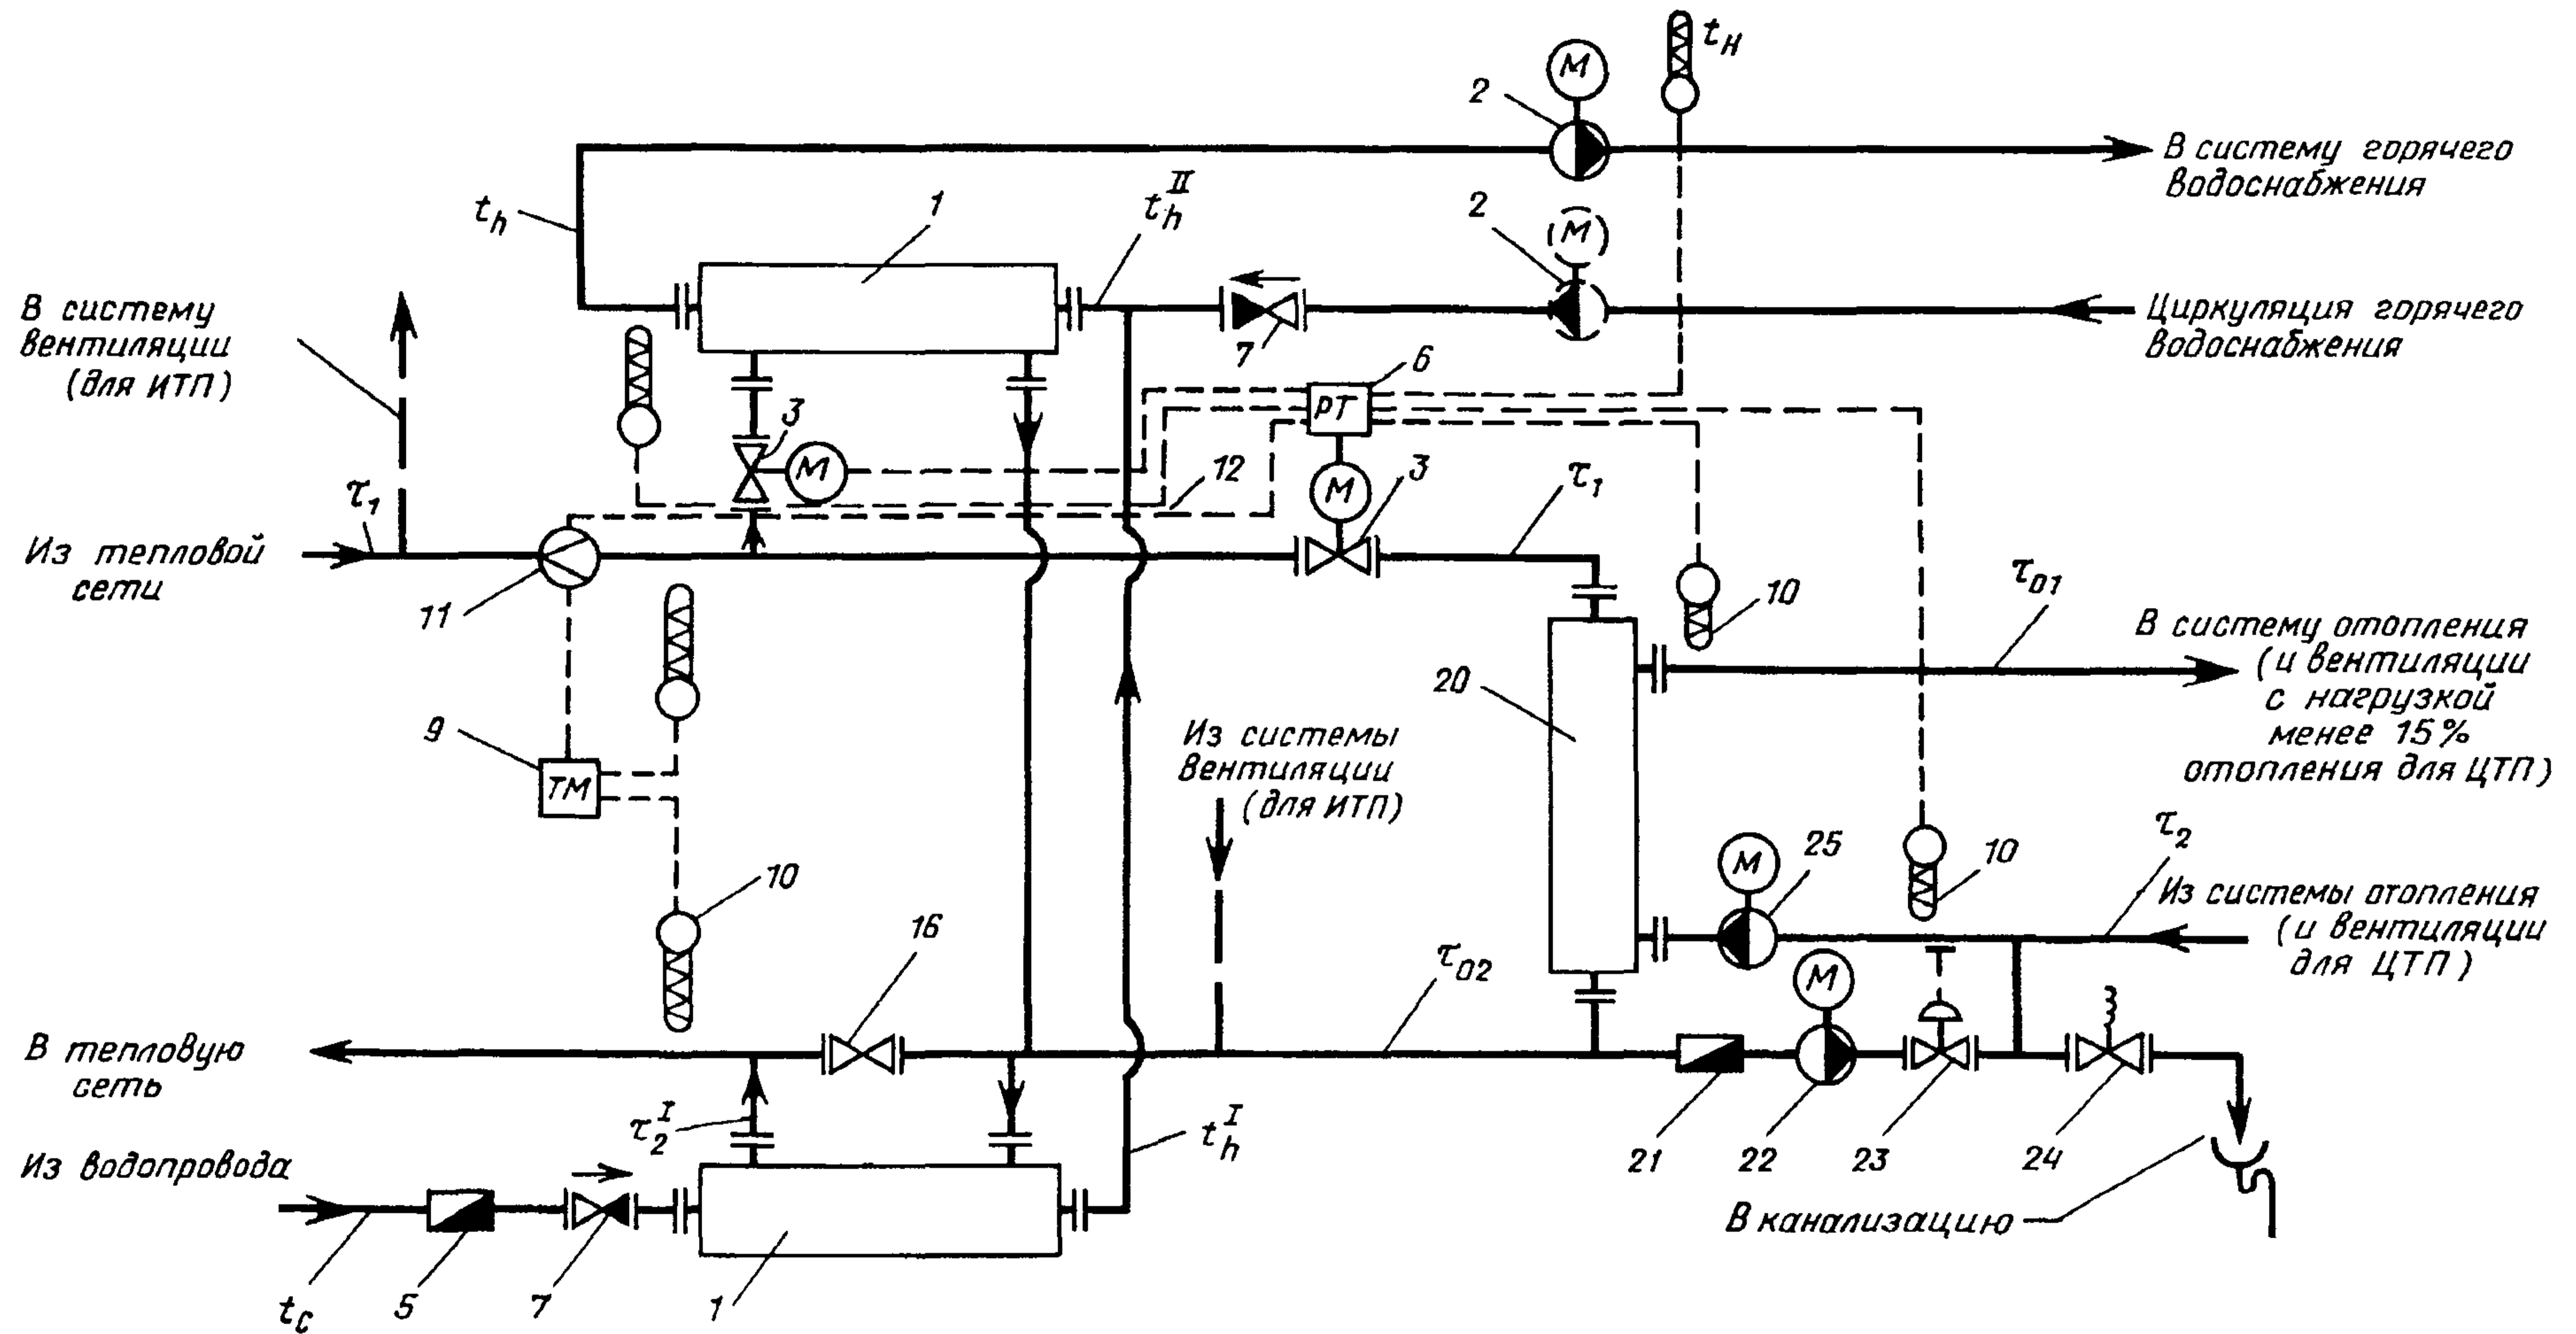 t_H
M
2
В систему горячего
водоснабжения
t_h
1
t_h^II
2
M
В систему
вентиляции
(для ИТП)
7
Циркуляция горячего
водоснабжения
6
РТ
3
M
12
M
3
τ_1
τ_1
Из тепловой
сети
11
10
τ_01
В систему отопления
(и вентиляции
с нагрузкой
менее 15%
отопления для ЦТП)
20
9
ТМ
Из системы
вентиляции
(для ИТП)
M
25
10
τ_2
10
16
Из системы отопления
(и вентиляции
для ЦТП)
τ_02
M
В тепловую
сеть
τ_2^I
t_h^I
21
22
23
24
Из водопровода
В канализацию
t_c
5
7
1